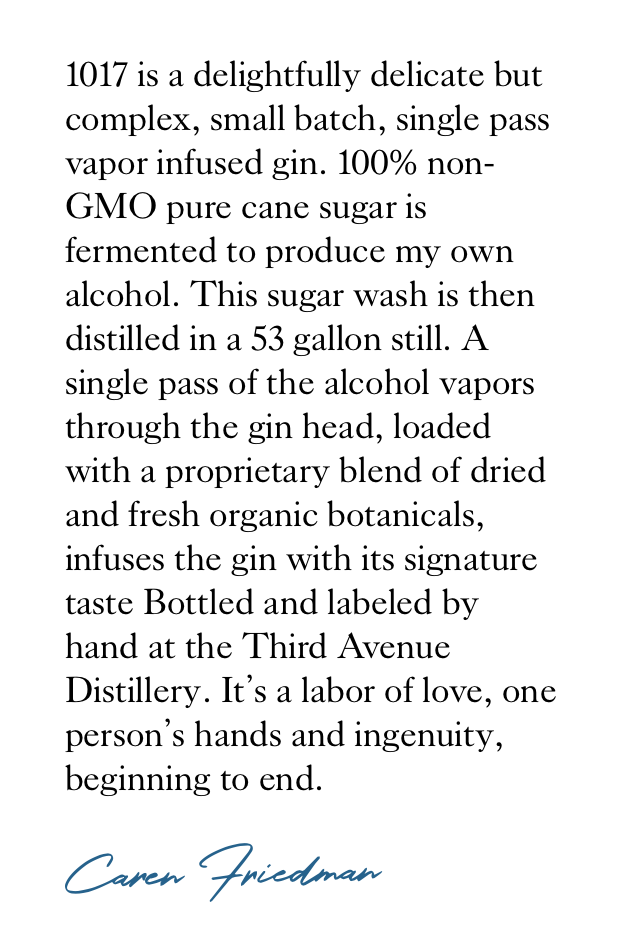 1017 is a delightfully delicate but
complex, small batch, single pass
vapor infused gin. 100% non-
GMO pure cane sugar is
fermented to produce my own
alcohol. This sugar wash is then
distilled in a 53 gallon still. A
single pass of the alcohol vapors
through the gin head, loaded
with a proprietary blend of dried
and fresh organic botanicals,
infuses the gin with its signature
taste Bottled and labeled by
hand at the Third Avenue
Distillery. It’s a labor of love, one
person’s hands and ingenuity,
beginning to end.
Caren Friedman